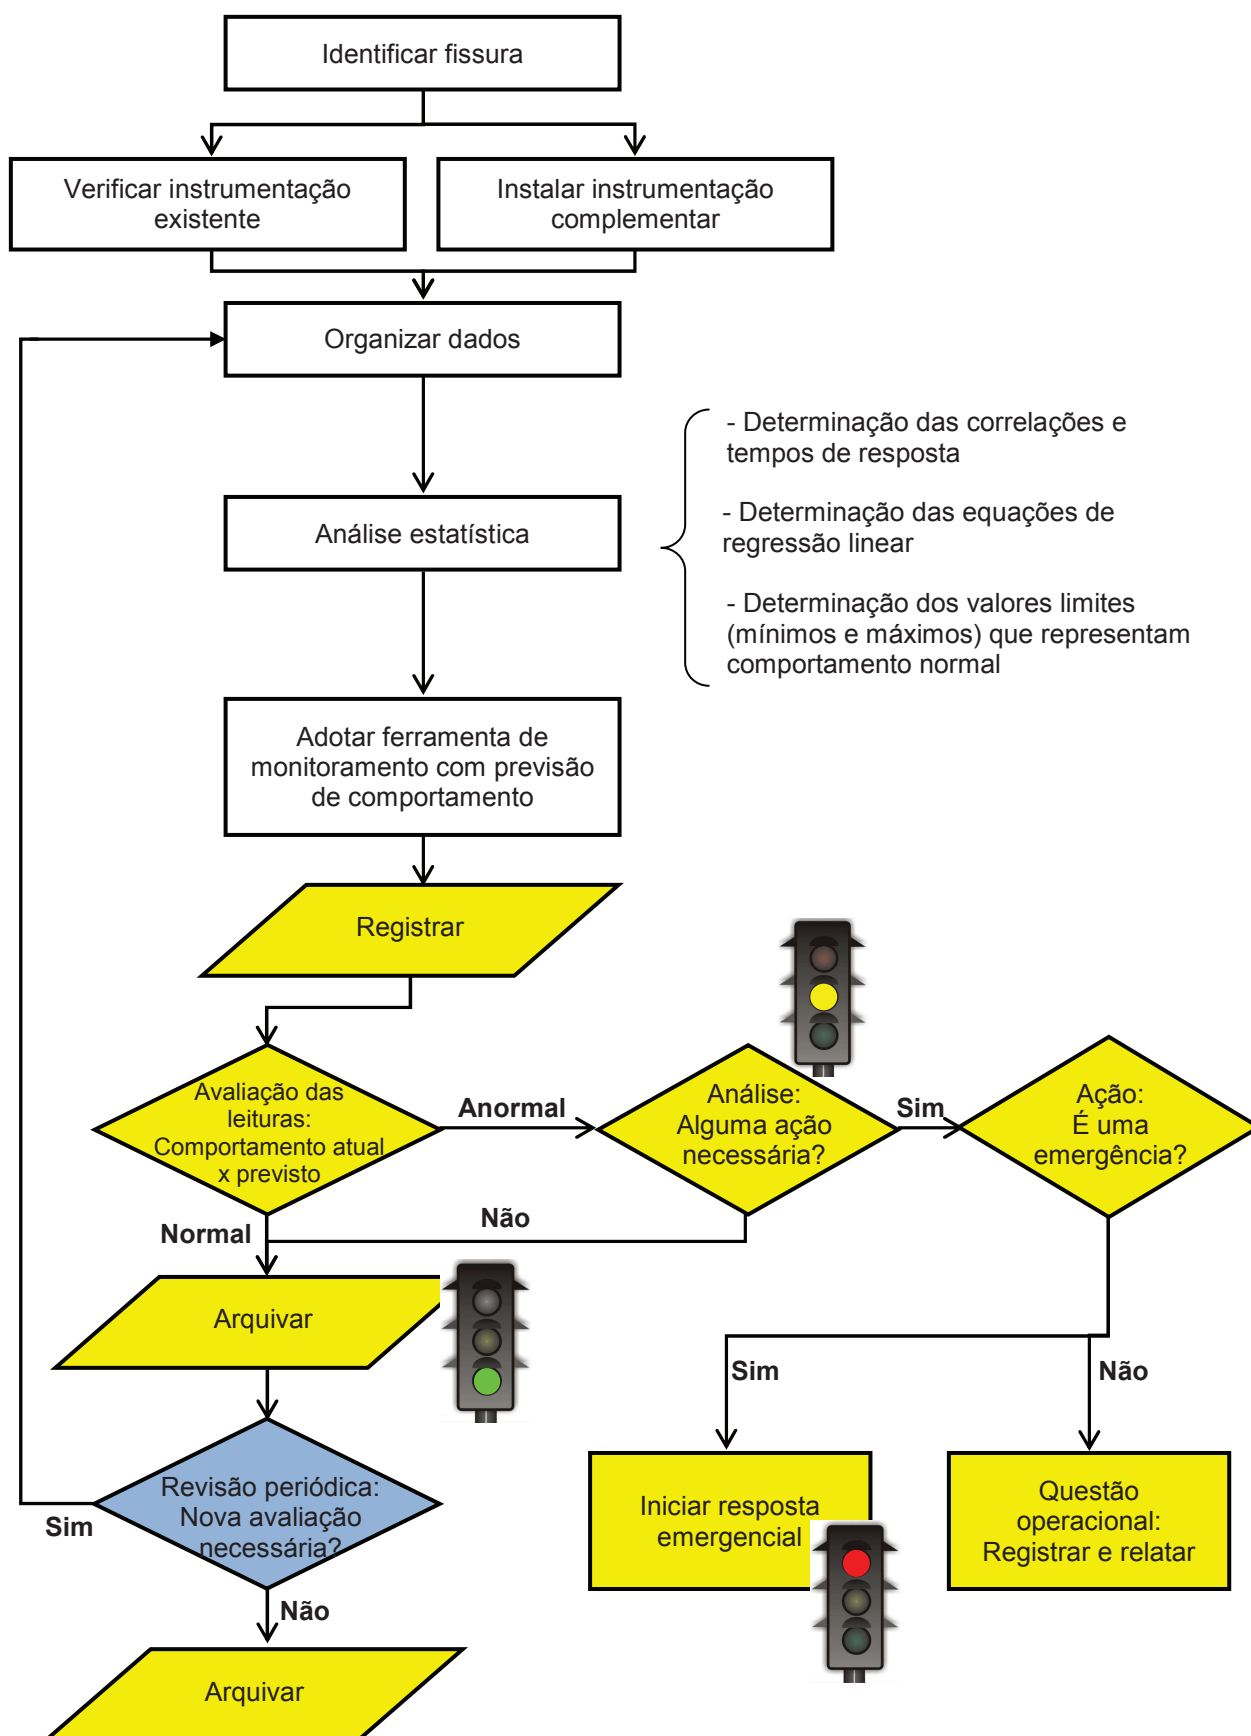 Identificar fissura
Verificar instrumentação
existente
Instalar instrumentação
complementar
Organizar dados
- Determinação das correlações e
tempos de resposta
- Determinação das equações de
regressão linear
- Determinação dos valores limites
(mínimos e máximos) que representam
comportamento normal
Análise estatística
Adotar ferramenta de
monitoramento com previsão
de comportamento
Registrar
Avaliação das
leituras:
Comportamento atual
x previsto
Anormal
Análise:
Alguma ação
necessária?
Sim
Ação:
É uma
emergência?
Normal
Não
Arquivar
Sim
Não
Revisão periódica:
Nova avaliação
necessária?
Sim
Iniciar resposta
emergencial
Questão
operacional:
Registrar e relatar
Não
Arquivar